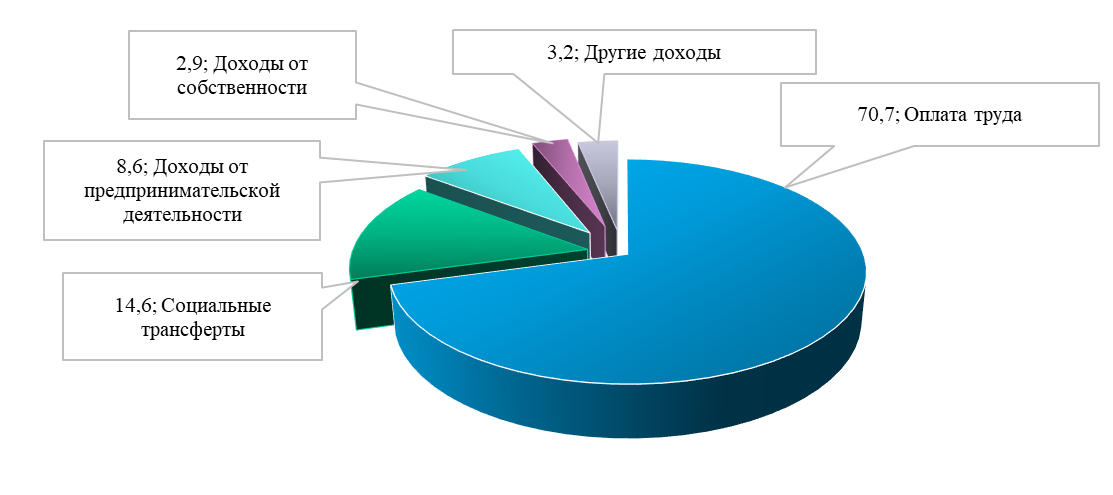 2,9; Доходы от
собственности
3,2; Другие доходы
70,7; Оплата труда
8,6; Доходы от
предпринимательской
деятельности
14,6; Социальные
трансферты